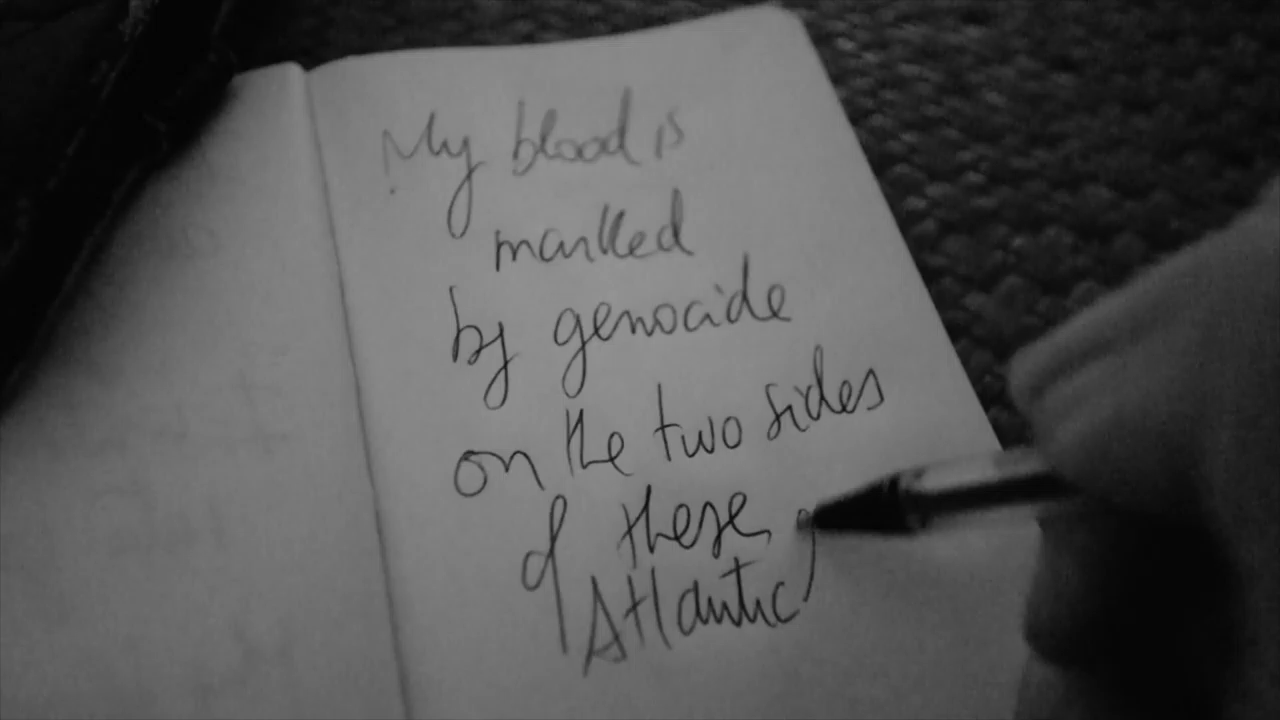 My blood is
marked
by genocide
on the two sides
of these
Atlantic